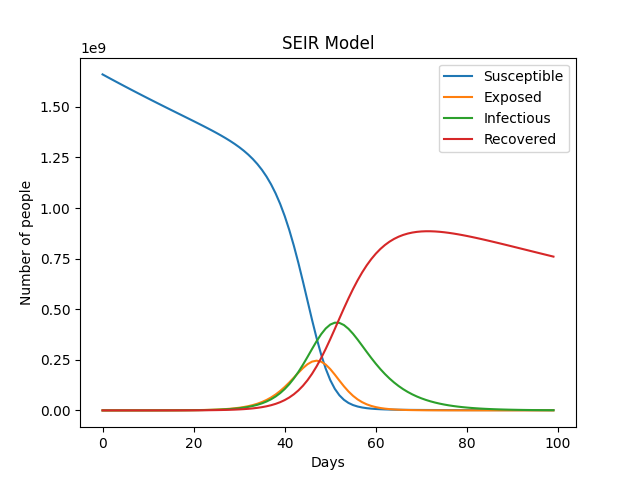 SEIR Model
1e9
1.50
1.25
1.00
0.75
0.50
0.25
0.00
Number of people
Susceptible
Exposed
Infectious
Recovered
0 20 40 60 80 100
Days